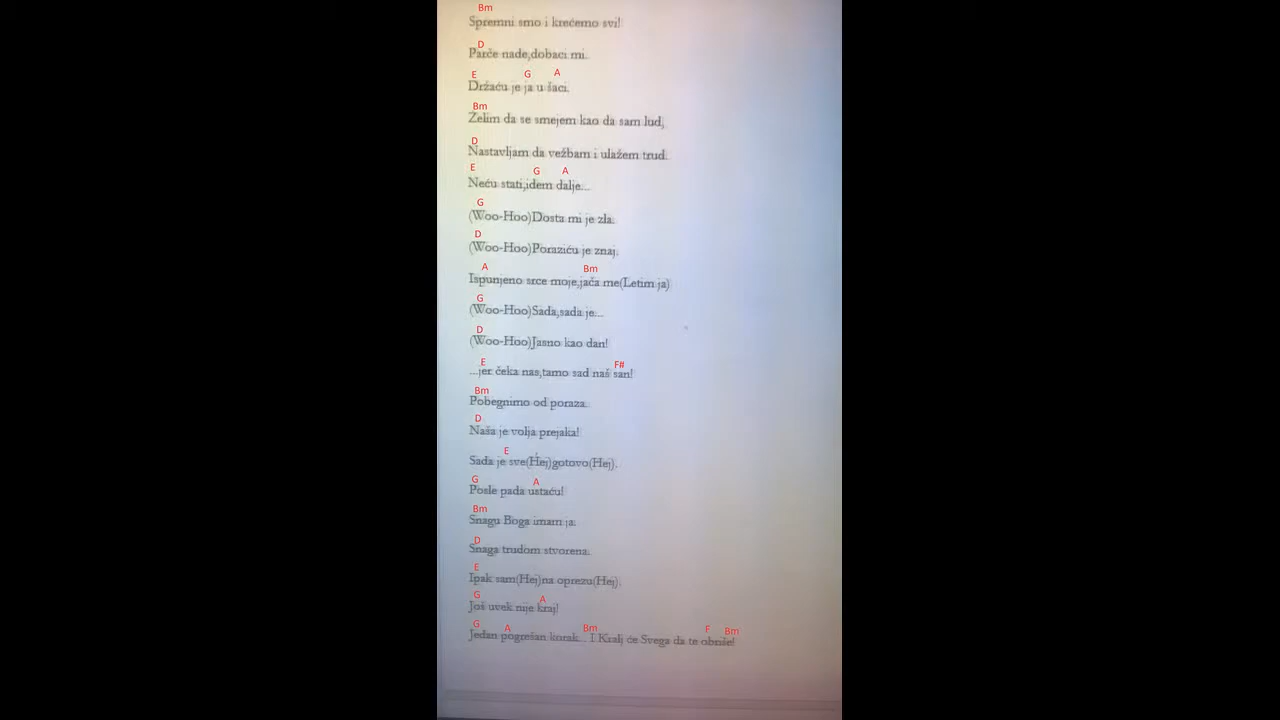 Bm
Spremni smo i krećemo svi!
D
Parče nade,dobaci mi.
E G A
Držaću je ja u šaci.
Bm
Želim da se smejem kao da sam lud,
D
Nastavljam da vežbam i ulažem trud.
E G A
Neću stati,idem dalje...
G
(Woo-Hoo)Dosta mi je zla.
D
(Woo-Hoo)Poraziću je znaj.
A Bm
Ispunjeno srce moje,jača me(Letim ja)
G
(Woo-Hoo)Sada,sada je...
D
(Woo-Hoo)Jasno kao dan!
E F#
...jer čeka nas,tamo sad naš san!
Bm
Pobegnimo od poraza.
D
Naša je volja prejaka!
E
Sada je sve(Hej)gotovo(Hej).
G A
Posle pada ustaću!
Bm
Snagu Boga imam ja.
D
Snaga trudom stvorena.
E
Ipak sam(Hej)na oprezu(Hej).
G A
Još uvek nije kraj!
G A Bm F Bm
Jedan pogrešan korak... I Kralj će Svega da te obriše!